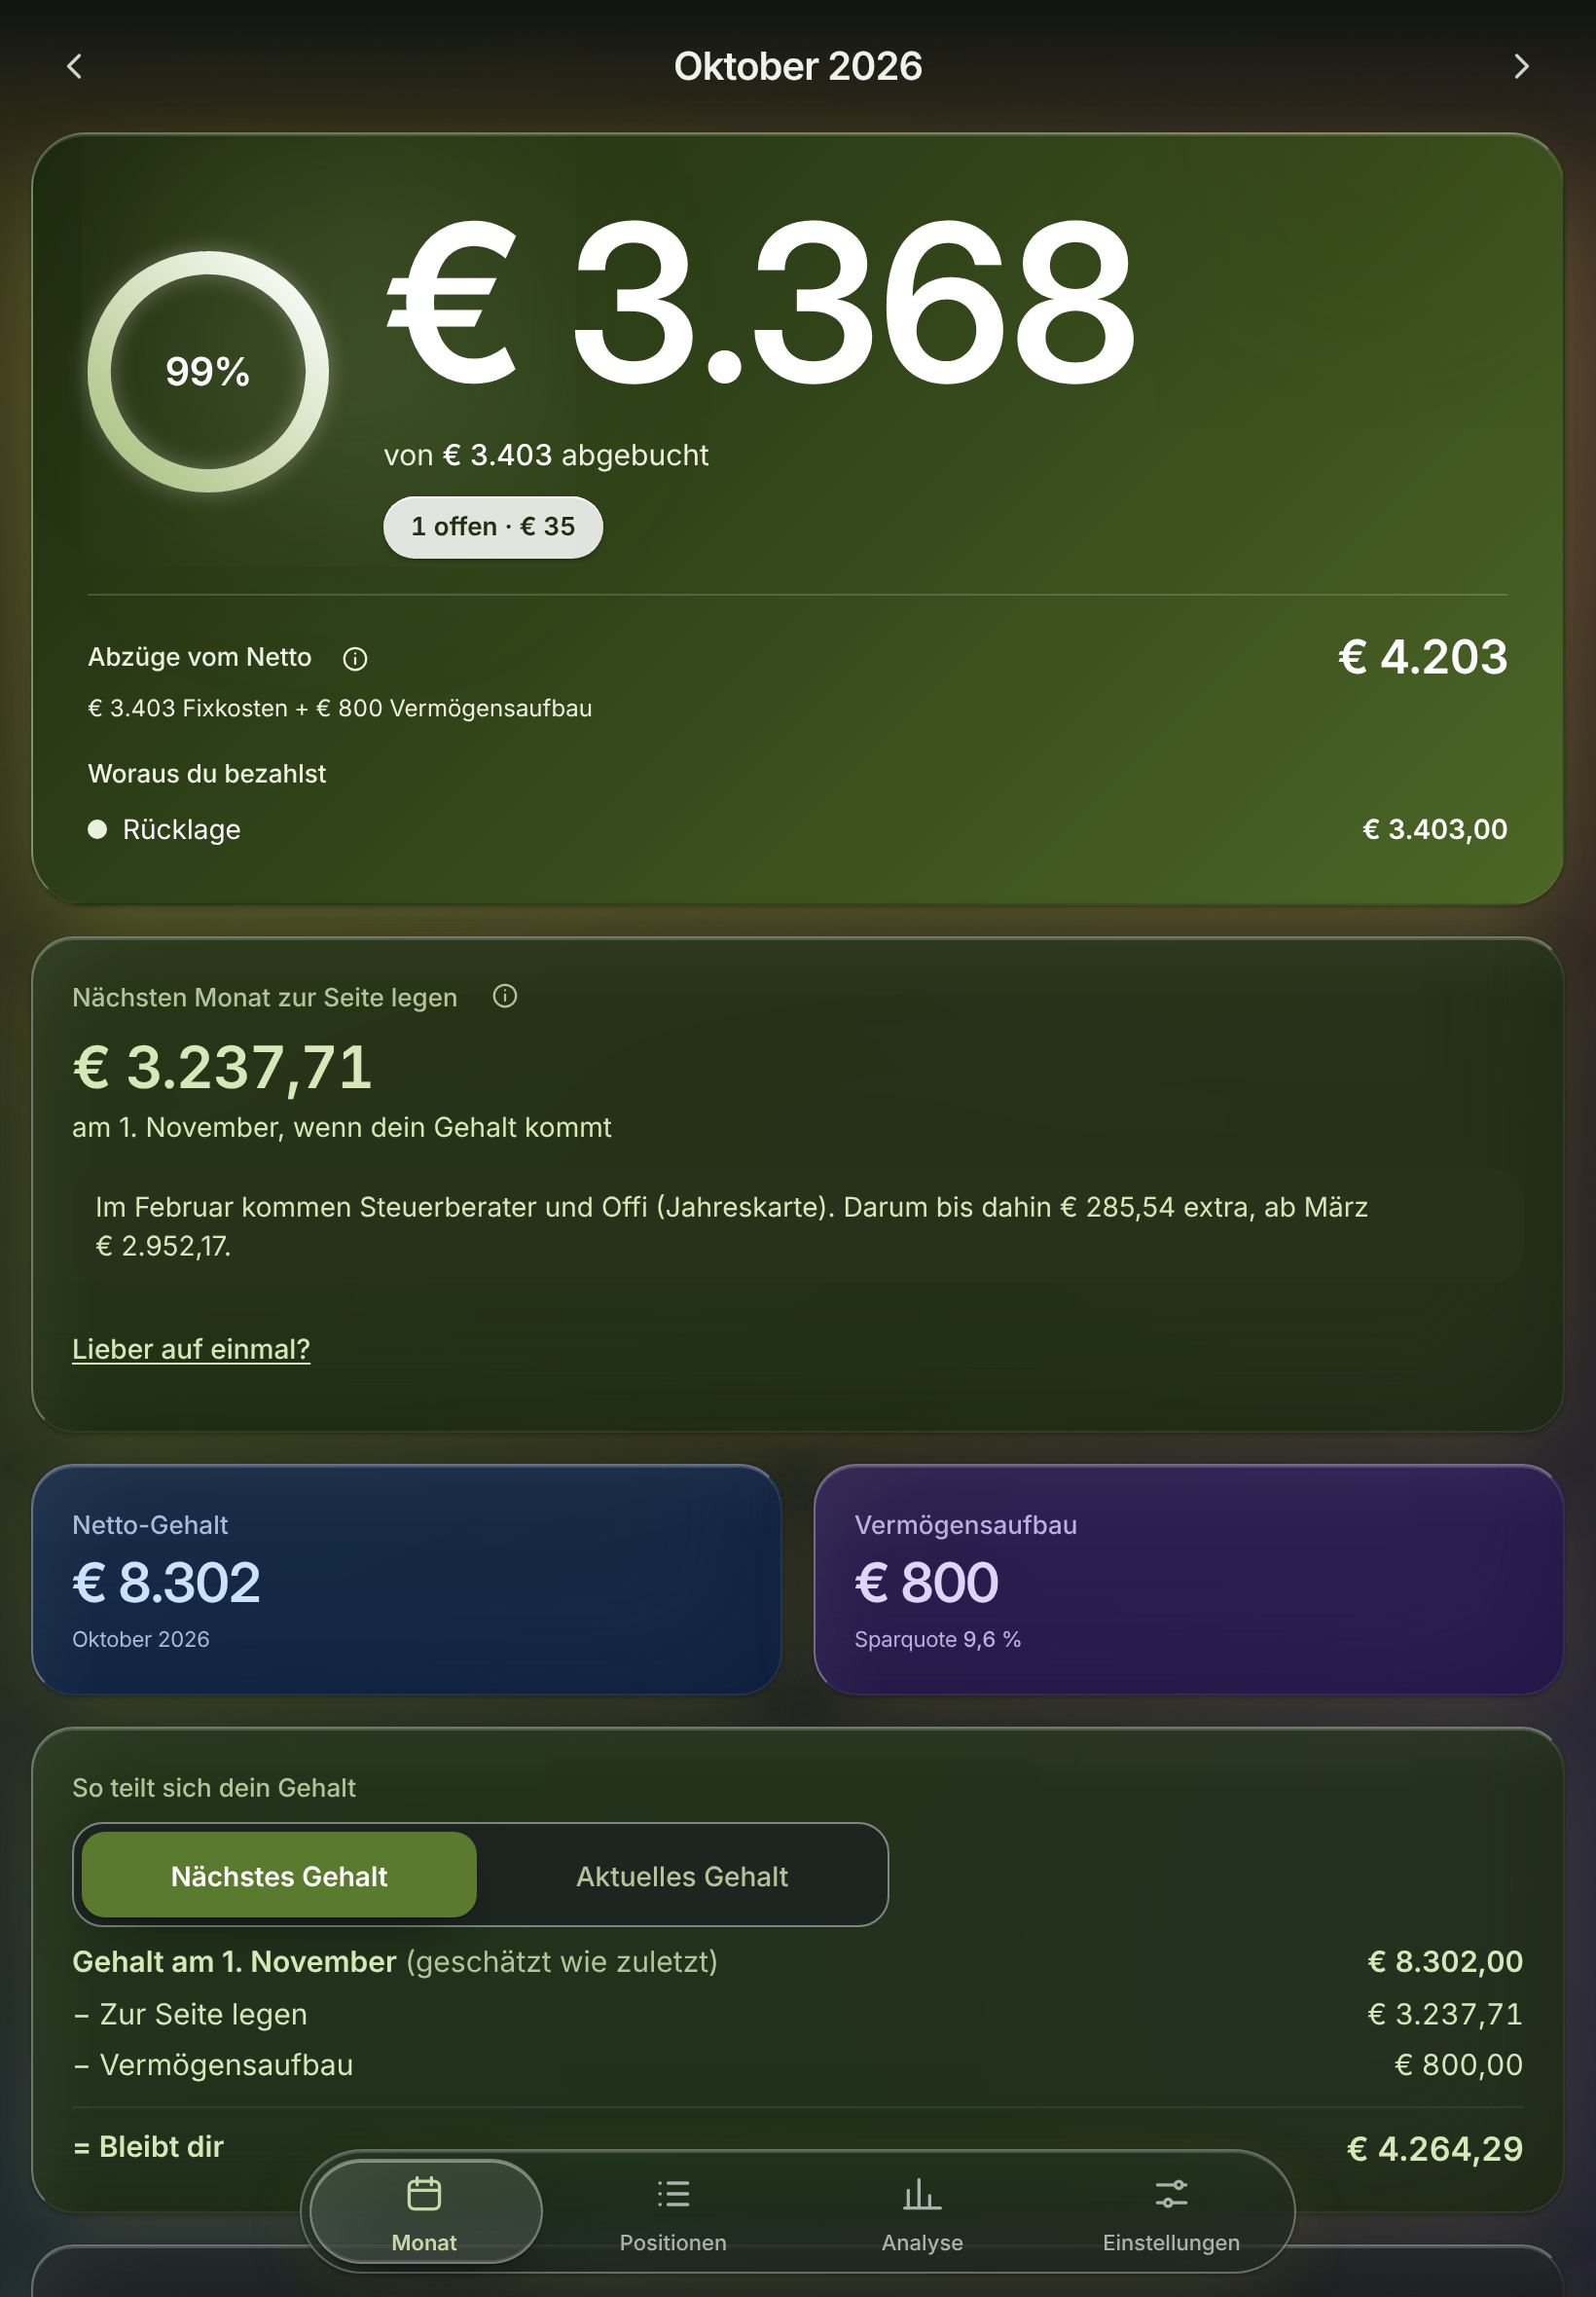 Oktober 2026
99%
€ 3.368
von € 3.403 abgebucht
1 offen · € 35
Abzüge vom Netto
€ 4.203
€ 3.403 Fixkosten + € 800 Vermögensaufbau
Woraus du bezahlst
Rücklage
€ 3.403,00
Nächsten Monat zur Seite legen
€ 3.237,71
am 1. November, wenn dein Gehalt kommt
Im Februar kommen Steuerberater und Offi (Jahreskarte). Darum bis dahin € 285,54 extra, ab März
€ 2.952,17.
Lieber auf einmal?
Netto-Gehalt
€ 8.302
Oktober 2026
Vermögensaufbau
€ 800
Sparquote 9,6 %
So teilt sich dein Gehalt
Nächstes Gehalt
Aktuelles Gehalt
Gehalt am 1. November (geschätzt wie zuletzt)
€ 8.302,00
– Zur Seite legen
€ 3.237,71
– Vermögensaufbau
€ 800,00
= Bleibt dir
€ 4.264,29
Monat
Positionen
Analyse
Einstellungen